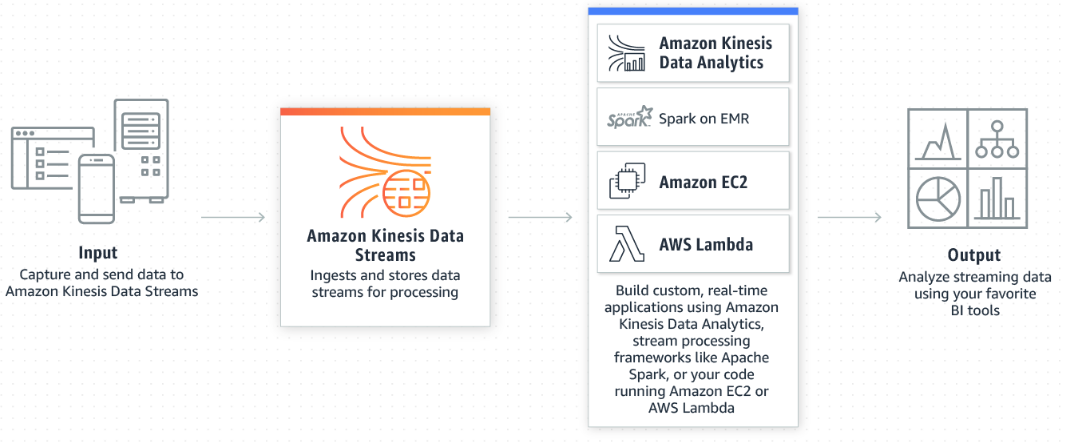 Input
Capture and send data to
Amazon Kinesis Data Streams
Amazon Kinesis Data
Streams
Ingests and stores data
streams for processing
Amazon Kinesis
Data Analytics
APACHE
Spark
Spark on EMR
Amazon EC2
AWS Lambda
Build custom, real-time
applications using Amazon
Kinesis Data Analytics,
stream processing
frameworks like Apache
Spark, or your code
running Amazon EC2 or
AWS Lambda
Output
Analyze streaming data
using your favorite
BI tools